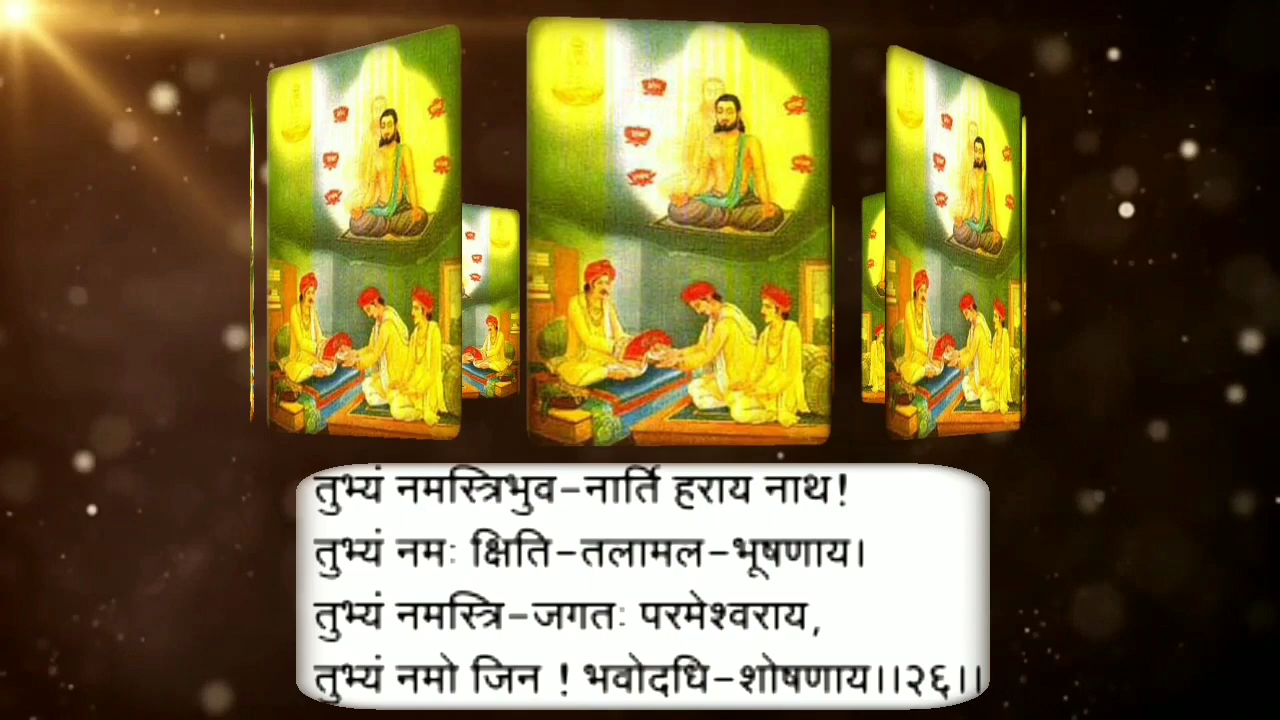 तुभ्यं नमस्त्रिभुव-नार्ति हराय नाथ!
तुभ्यं नमः क्षिति-तलामल-भूषणाय।
तुभ्यं नमस्त्रि-जगतः परमेश्वराय,
तुभ्यं नमो जिन ! भवोदधि-शोषणाय।।२६।।